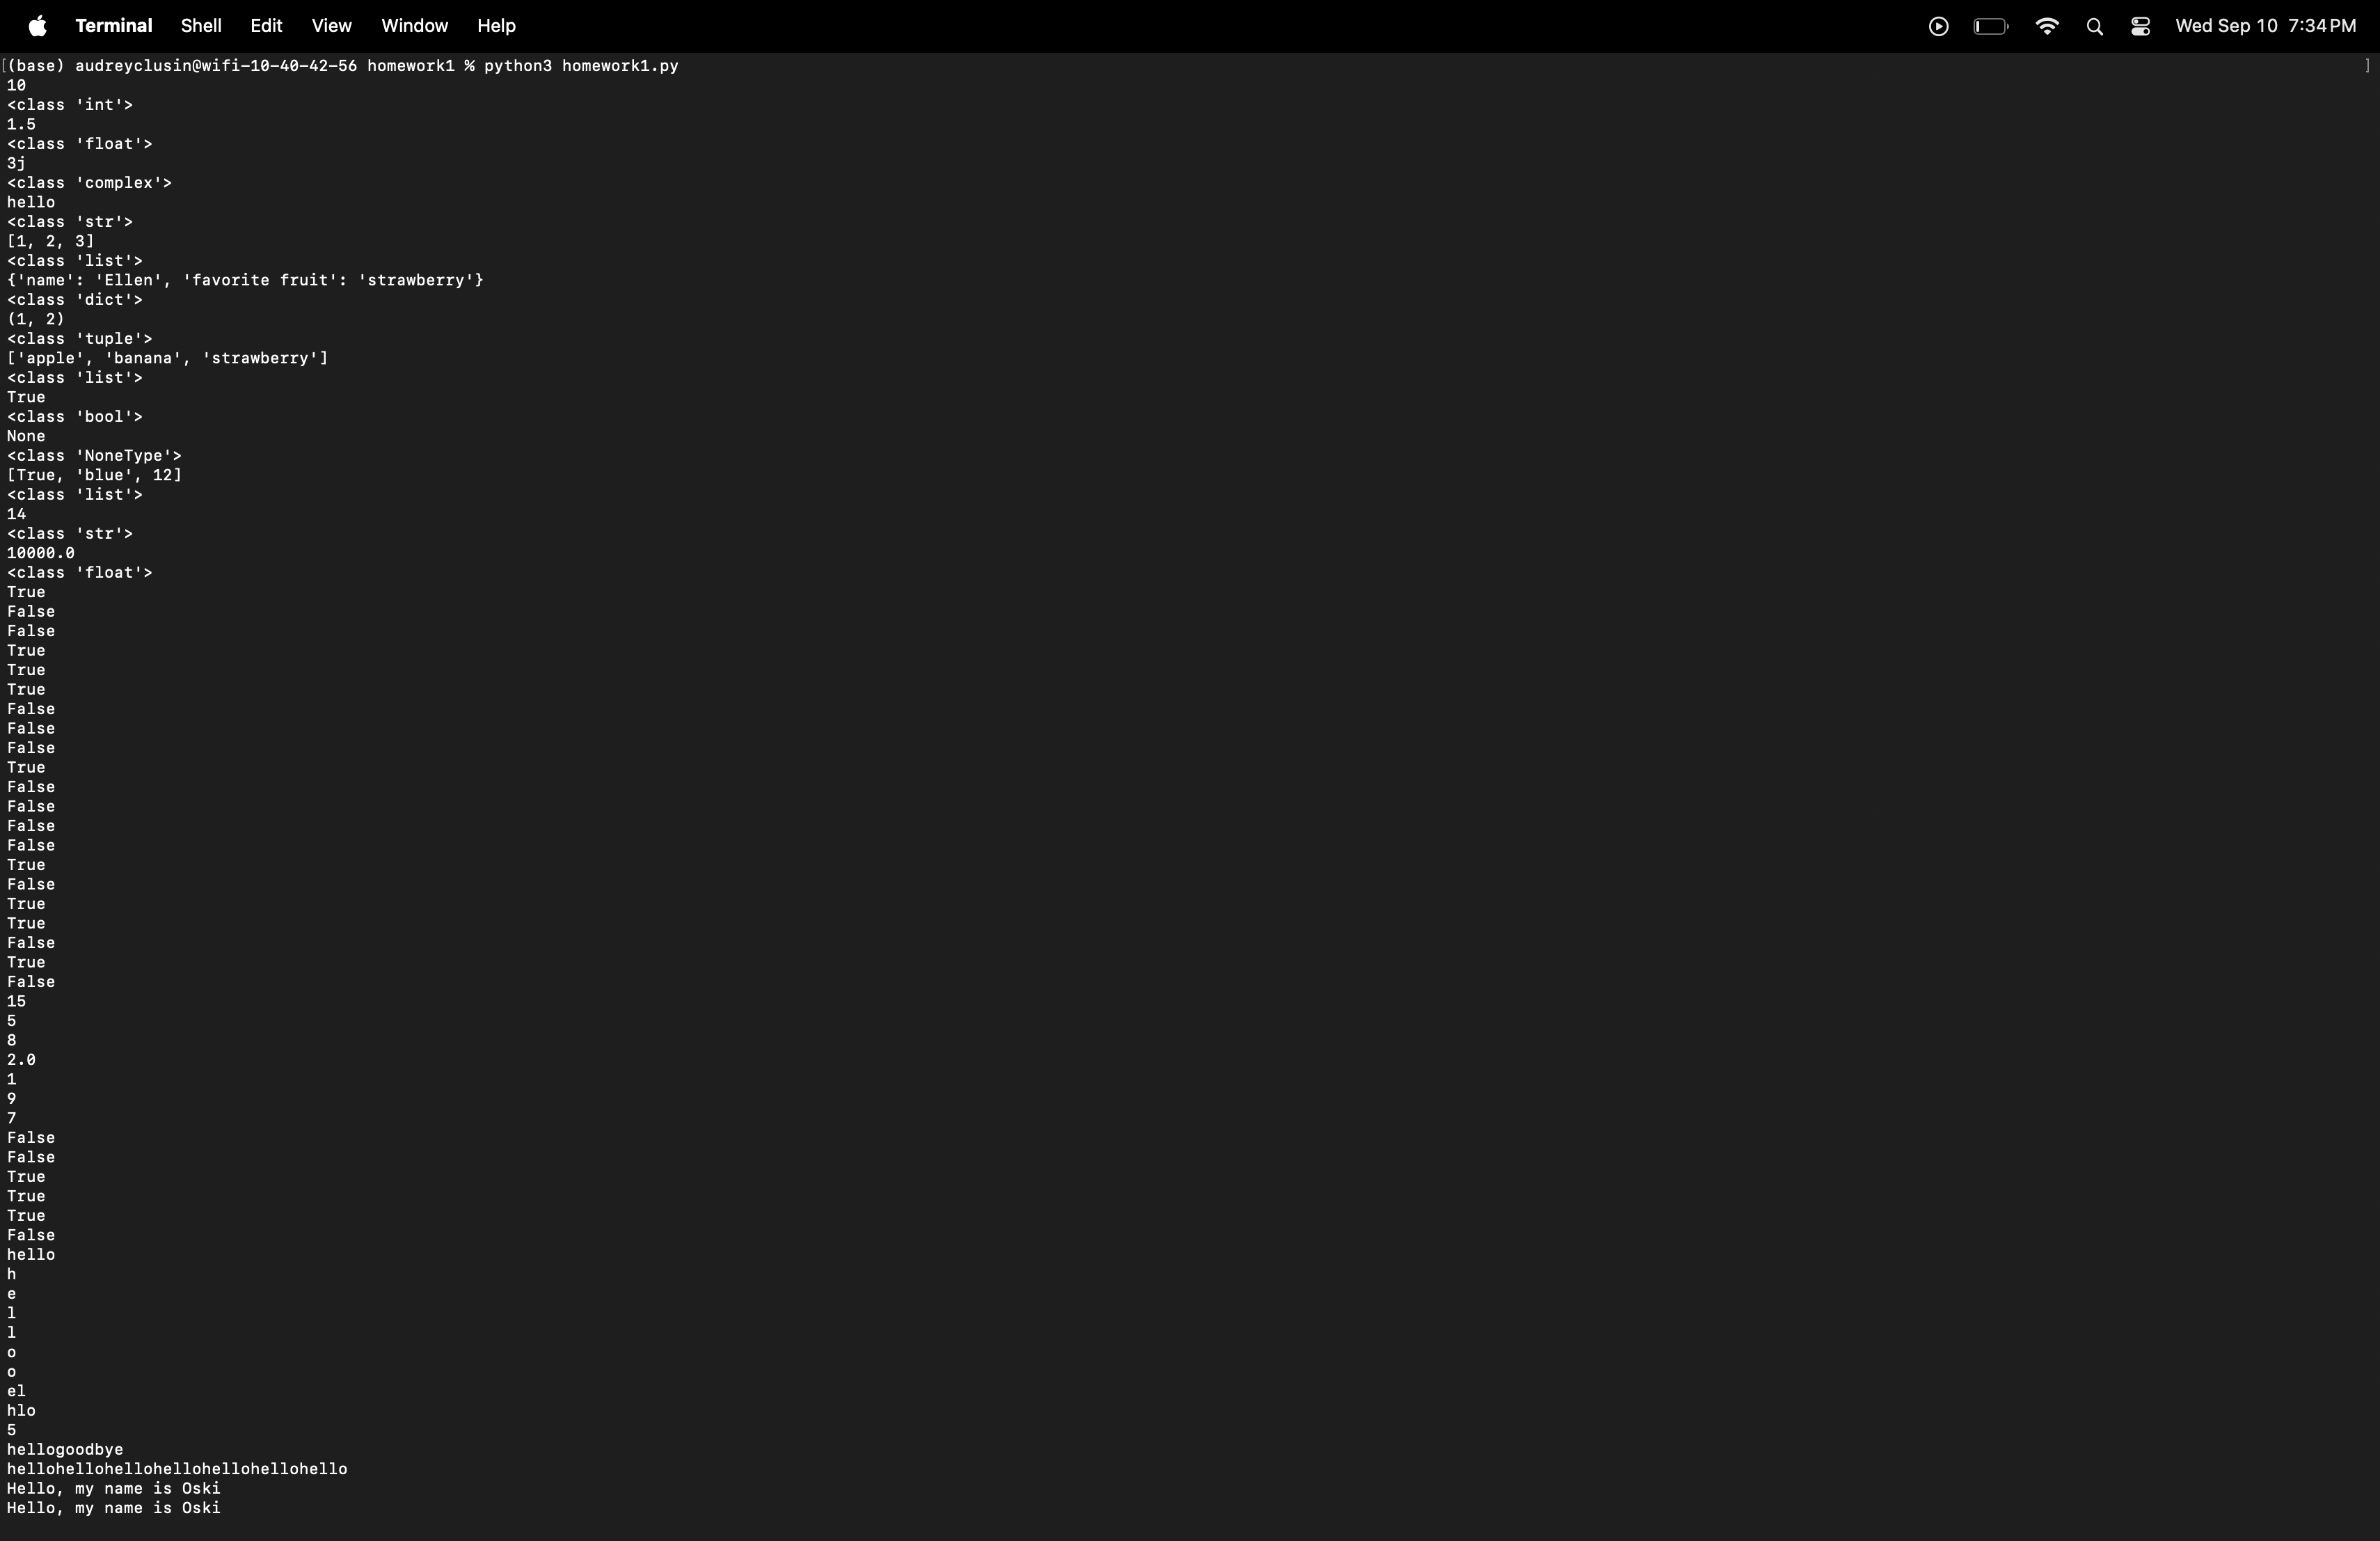 Terminal Shell Edit View Window Help Wed Sep 10 7:34 PM
[(base) audreyclusin@wifi-10-40-42-56 homework1 % python3 homework1.py ]
10
<class 'int'>
1.5
<class 'float'>
3j
<class 'complex'>
hello
<class 'str'>
[1, 2, 3]
<class 'list'>
{'name': 'Ellen', 'favorite fruit': 'strawberry'}
<class 'dict'>
(1, 2)
<class 'tuple'>
['apple', 'banana', 'strawberry']
<class 'list'>
True
<class 'bool'>
None
<class 'NoneType'>
[True, 'blue', 12]
<class 'list'>
14
<class 'str'>
10000.0
<class 'float'>
True
False
False
True
True
True
False
False
False
True
False
False
False
False
True
False
True
True
False
True
False
15
5
8
2.0
1
9
7
False
False
True
True
True
False
hello
h
e
l
l
o
o
el
hlo
5
hellogoodbye
hellohellohellohellohellohellohello
Hello, my name is Oski
Hello, my name is Oski